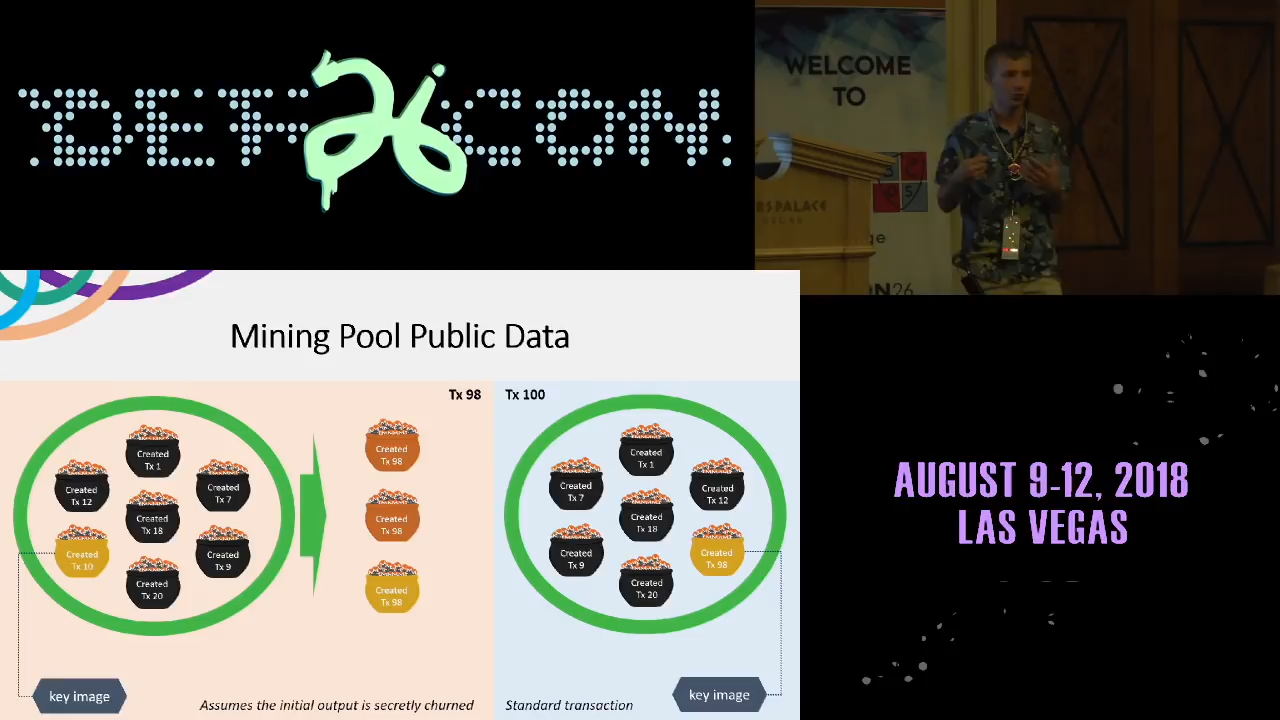 DEF 26 CON
WELCOME
TO
Mining Pool Public Data
Tx 98
Created
Tx 1
Created
Tx 12
Created
Tx 7
Created
Tx 18
Created
Tx 10
Created
Tx 9
Created
Tx 20
Created
Tx 98
Created
Tx 98
Created
Tx 98
key image
Assumes the initial output is secretly churned
Tx 100
Created
Tx 1
Created
Tx 7
Created
Tx 12
Created
Tx 18
Created
Tx 9
Created
Tx 98
Created
Tx 20
Standard transaction
key image
AUGUST 9-12, 2018
LAS VEGAS